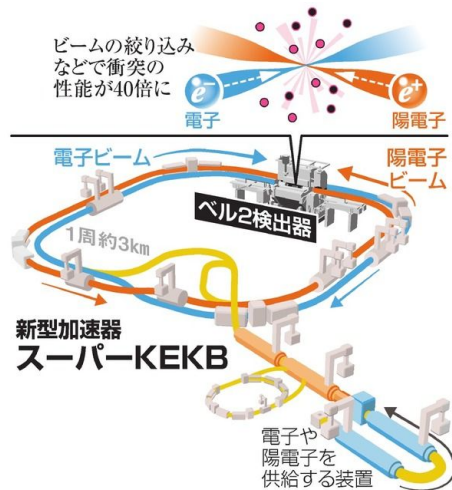 ビームの絞り込み
などで衝突の
性能が40倍に
e⁻
電子
e⁺
陽電子
電子ビーム
陽電子
ビーム
ベル2検出器
1周約3km
新型加速器
スーパーKEKB
電子や
陽電子を
供給する装置